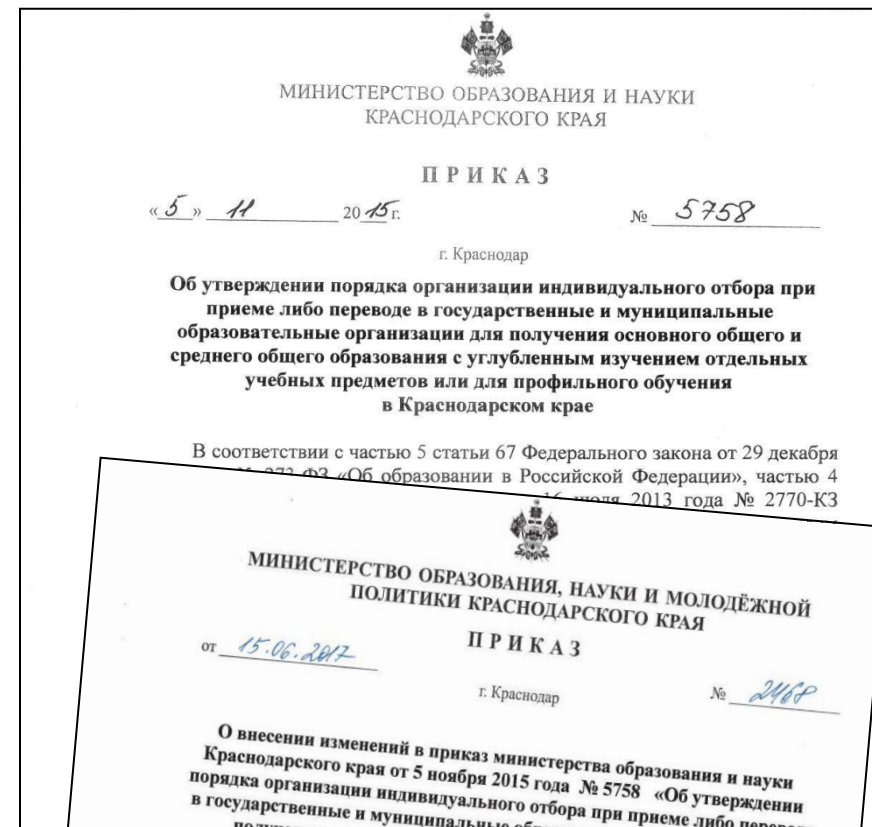 МИНИСТЕРСТВО ОБРАЗОВАНИЯ И НАУКИ
КРАСНОДАРСКОГО КРАЯ
ПРИКАЗ
«5» 11 2015 г. № 5758
г. Краснодар
Об утверждении порядка организации индивидуального отбора при
приеме либо переводе в государственные и муниципальные
образовательные организации для получения основного общего и
среднего общего образования с углубленным изучением отдельных
учебных предметов или для профильного обучения
в Краснодарском крае
В соответствии с частью 5 статьи 67 Федерального закона от 29 декабря
273-ФЗ «Об образовании в Российской Федерации», частью 4
16 июля 2013 года № 2770-КЗ
МИНИСТЕРСТВО ОБРАЗОВАНИЯ, НАУКИ И МОЛОДЁЖНОЙ
ПОЛИТИКИ КРАСНОДАРСКОГО КРАЯ
ПРИКАЗ
от 15.06.2017 № 2468
г. Краснодар
О внесении изменений в приказ министерства образования и науки
Краснодарского края от 5 ноября 2015 года № 5758 «Об утверждении
порядка организации индивидуального отбора при приеме либо переводе
в государственные и муниципальные